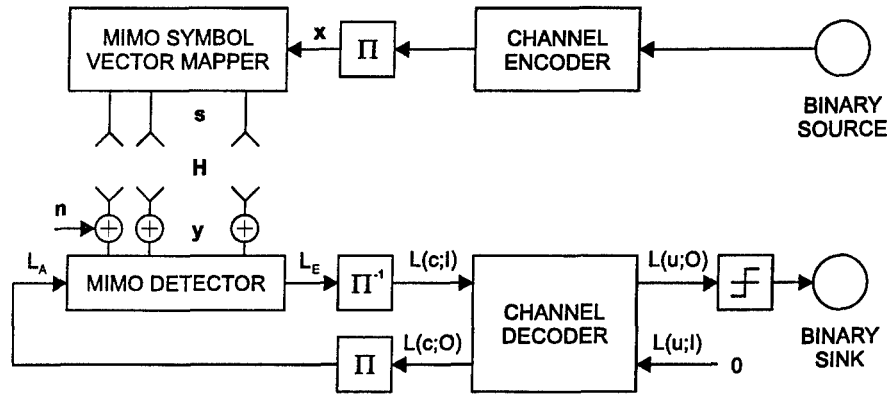 MIMO SYMBOL
VECTOR MAPPER
x
Π
CHANNEL
ENCODER
BINARY
SOURCE
s
H
n
y
L_A
MIMO DETECTOR
L_E
Π⁻¹
L(c;I)
CHANNEL
DECODER
L(u;O)
BINARY
SINK
Π
L(c;O)
L(u;I)
0